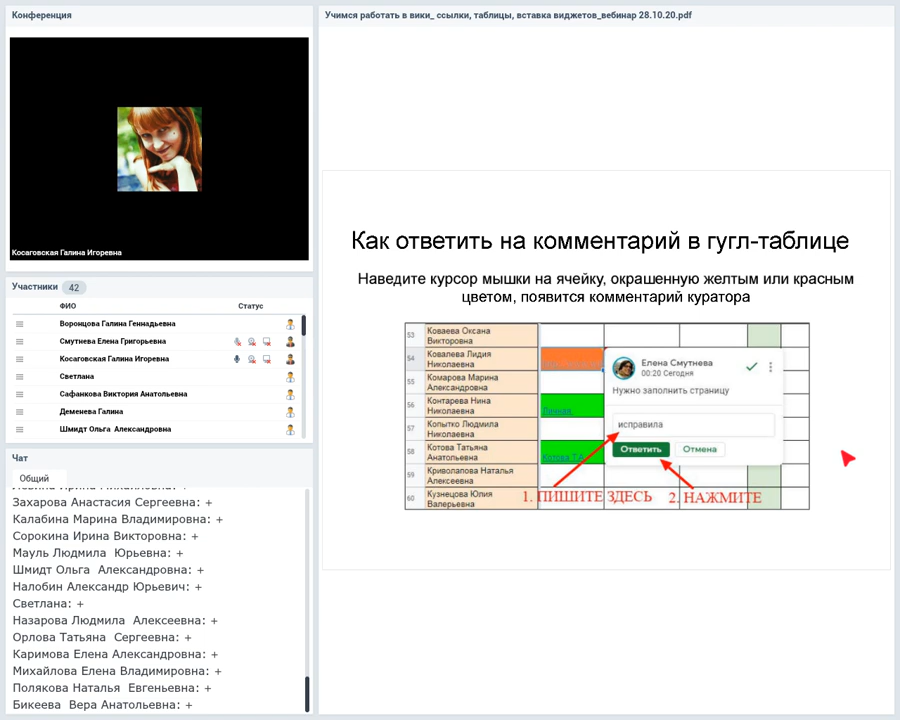 Конференция
Косаговская Галина Игоревна
Участники 42
ФИО Статус
Воронцова Галина Геннадьевна
Смутнева Елена Григорьевна
Косаговская Галина Игоревна
Светлана
Сафанкова Виктория Анатольевна
Деменева Галина
Шмидт Ольга Александровна
Чат
Общий
Захарова Анастасия Сергеевна: +
Калабина Марина Владимировна: +
Сорокина Ирина Викторовна: +
Мауль Людмила Юрьевна: +
Шмидт Ольга Александровна: +
Налобин Александр Юрьевич: +
Светлана: +
Назарова Людмила Алексеевна: +
Орлова Татьяна Сергеевна: +
Каримова Елена Александровна: +
Михайлова Елена Владимировна: +
Полякова Наталья Евгеньевна: +
Бикеева Вера Анатольевна: +
Учимся работать в вики_ ссылки, таблицы, вставка виджетов_вебинар 28.10.20.pdf
Как ответить на комментарий в гугл-таблице
Наведите курсор мышки на ячейку, окрашенную желтым или красным
цветом, появится комментарий куратора
53 Коваева Оксана
Викторовна
54 Ковалева Лидия
Николаевна
55 Комарова Марина
Александровна
56 Контарева Нина
Николаевна
57 Копытко Людмила
Николаевна
58 Котова Татьяна
Анатольевна
59 Криволапова Наталья
Алексеевна
60 Кузнецова Юлия
Валерьевна
Личная
Котова Т.А.
Елена Смутнева
00:20 Сегодня
Нужно заполнить страницу
исправила
Ответить Отмена
1. ПИШИТЕ ЗДЕСЬ 2. НАЖМИТЕ